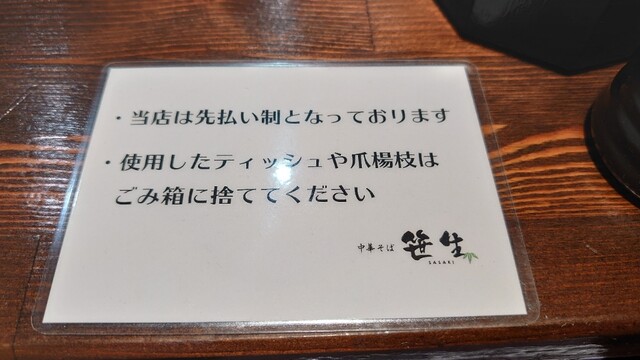 ・当店は先払い制となっております
・使用したティッシュや爪楊枝は
ごみ箱に捨ててください
中華そば 笹生
SASAKI